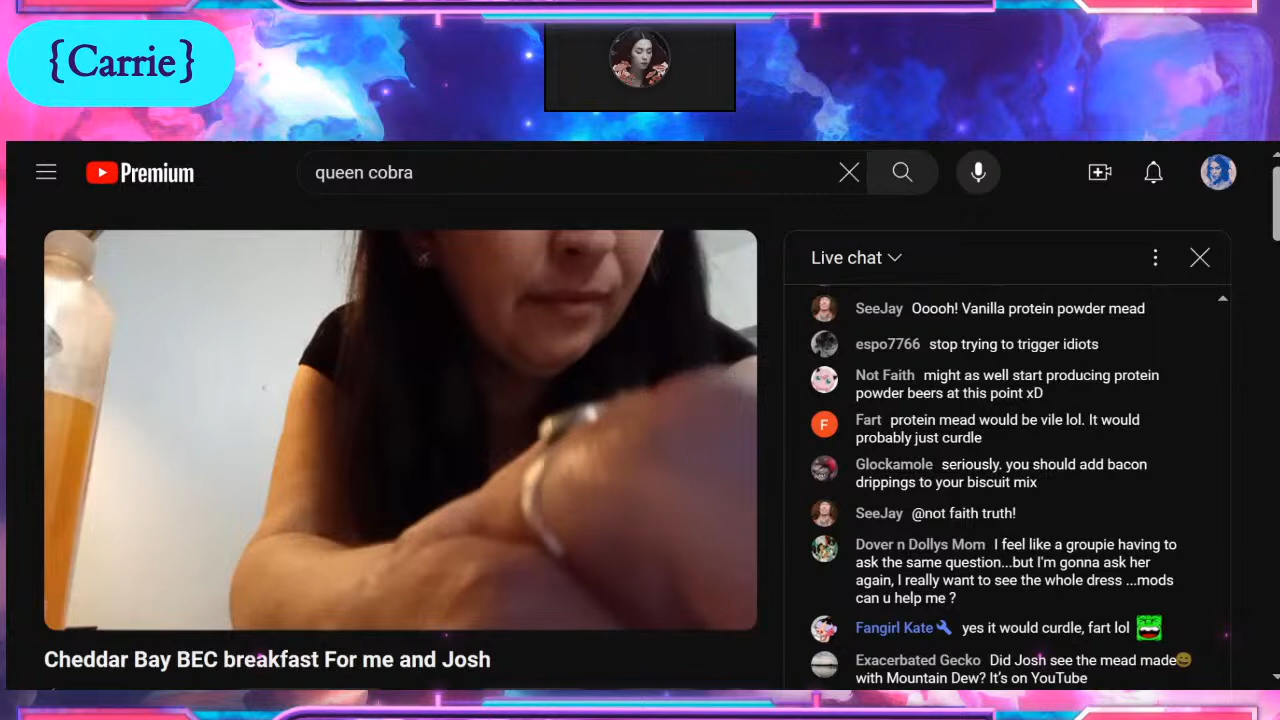 {Carrie}
Premium
queen cobra
Live chat
SeeJay Ooooh! Vanilla protein powder mead
espo7766 stop trying to trigger idiots
Not Faith might as well start producing protein
powder beers at this point xD
F
Fart protein mead would be vile lol. It would
probably just curdle
Glockamole seriously. you should add bacon
drippings to your biscuit mix
SeeJay @not faith truth!
Dover n Dollys Mom I feel like a groupie having to
ask the same question...but I'm gonna ask her
again, I really want to see the whole dress ...mods
can u help me ?
Fangirl Kate yes it would curdle, fart lol
Exacerbated Gecko Did Josh see the mead made
with Mountain Dew? It's on YouTube
Cheddar Bay BEC breakfast For me and Josh